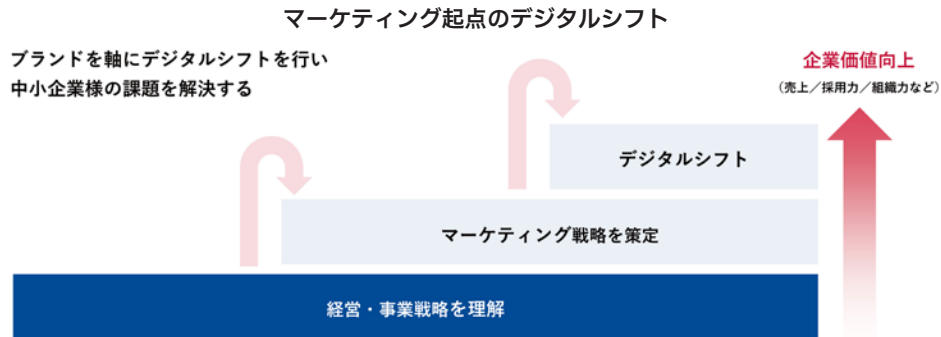 マーケティング起点のデジタルシフト
ブランドを軸にデジタルシフトを行い
中小企業様の課題を解決する
企業価値向上
（売上／採用力／組織力など）
デジタルシフト
マーケティング戦略を策定
経営・事業戦略を理解